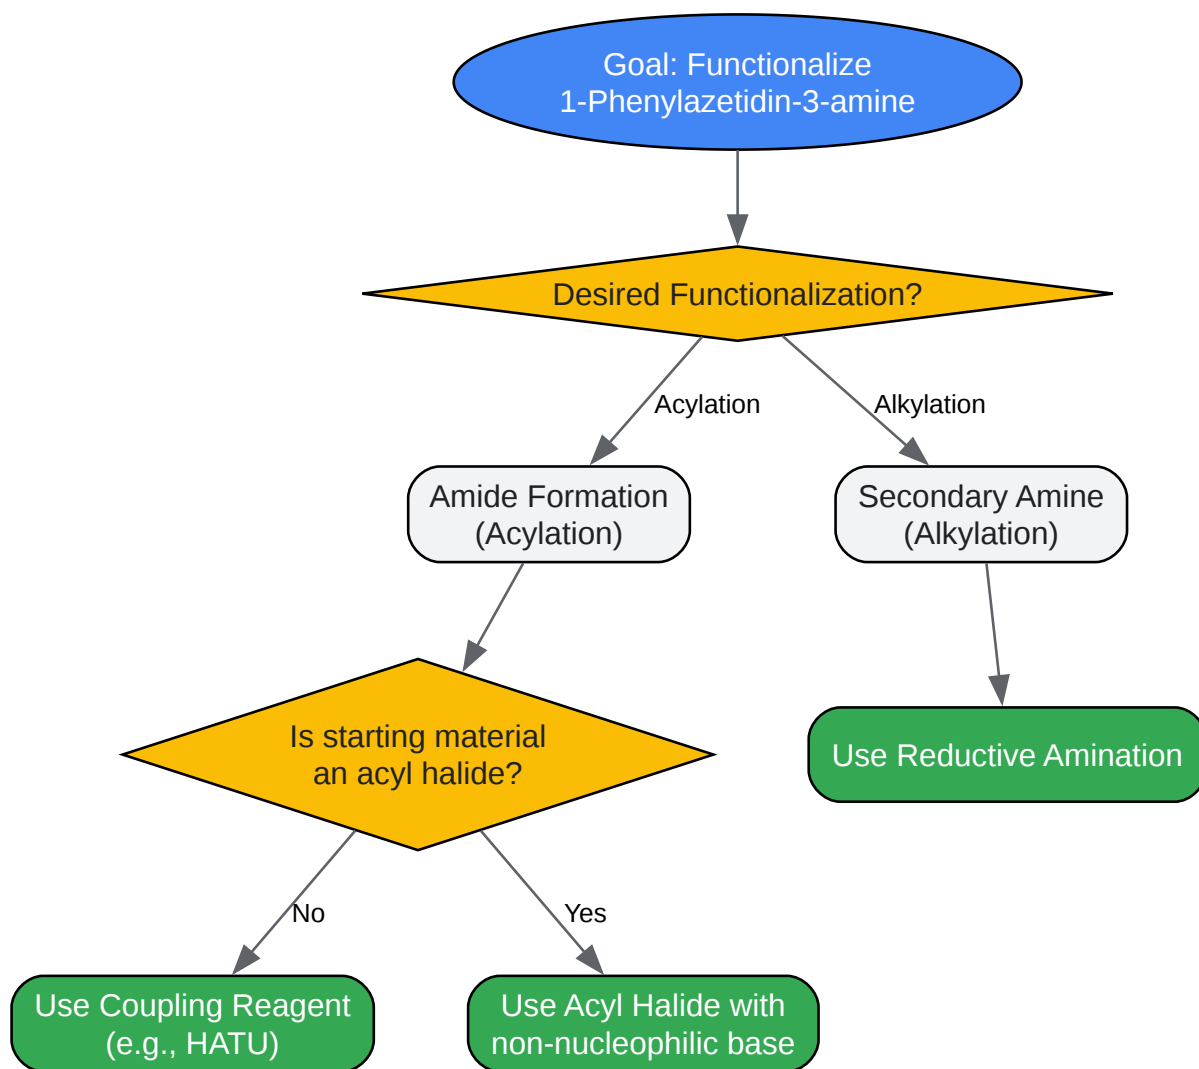 Goal: Functionalize
1-Phenylazetidin-3-amine
Desired Functionalization?
Acylation
Alkylation
Amide Formation
(Acylation)
Secondary Amine
(Alkylation)
Is starting material
an acyl halide?
Use Reductive Amination
No
Yes
Use Coupling Reagent
(e.g., HATU)
Use Acyl Halide with
non-nucleophilic base